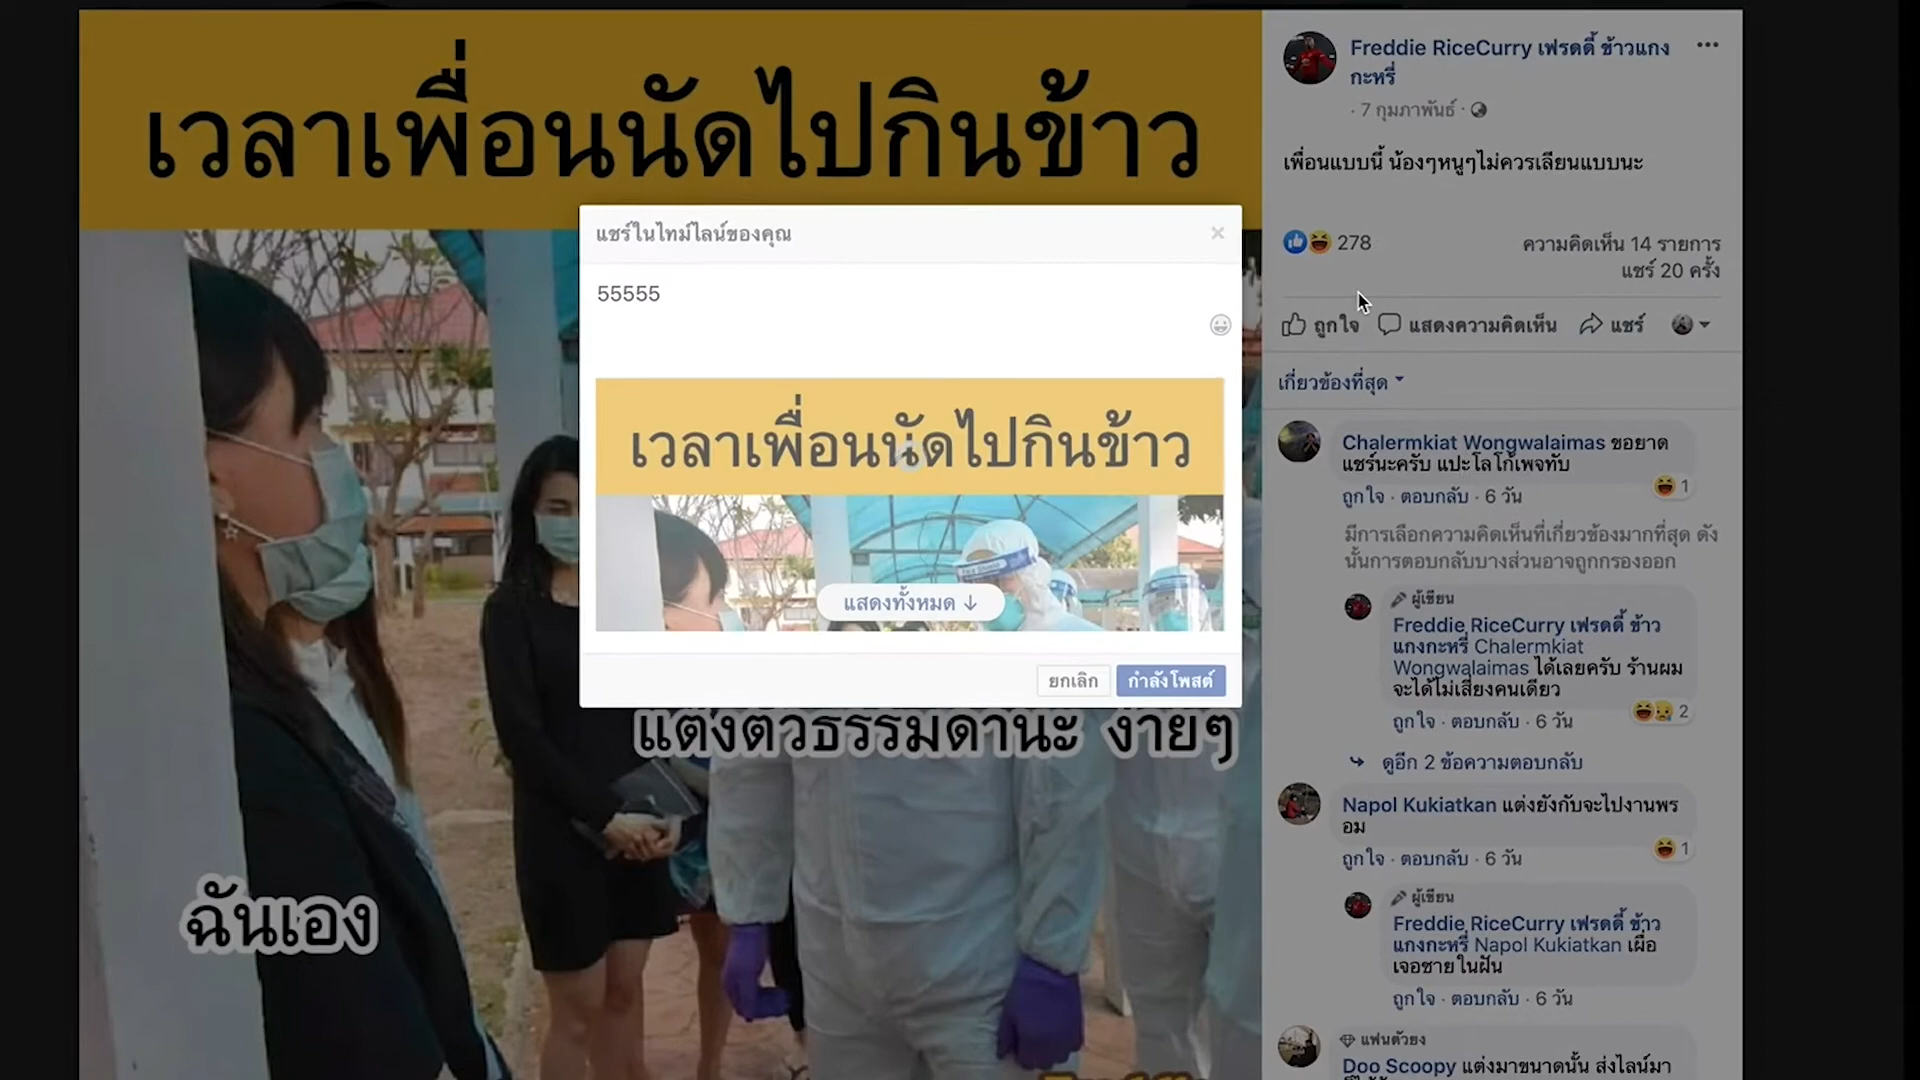 เวลาเพื่อนนัดไปกินข้าว
แชร์ในไทม์ไลน์ของคุณ
×
55555
เวลาเพื่อนนัดไปกินข้าว
Face Shield
แสดงทั้งหมด ↓
ยกเลิก
กำลังโพสต์
แต่งตัวธรรมดานะ ง่ายๆ
ฉันเอง
Freddie RiceCurry เฟรดดี้ ข้าวแกง
กะหรี่
· 7 กุมภาพันธ์ ·
เพื่อนแบบนี้ น้องๆหนูๆไม่ควรเลียนแบบนะ
278
ความคิดเห็น 14 รายการ
แชร์ 20 ครั้ง
ถูกใจ
แสดงความคิดเห็น
แชร์
เกี่ยวข้องที่สุด
Chalermkiat Wongwalaimas ขอยาด
แชร์นะครับ แปะโลโก้เพจทับ
1
ถูกใจ · ตอบกลับ · 6 วัน
มีการเลือกความคิดเห็นที่เกี่ยวข้องมากที่สุด ดัง
นั้นการตอบกลับบางส่วนอาจถูกกรองออก
ผู้เขียน
Freddie RiceCurry เฟรดดี้ ข้าว
แกงกะหรี่ Chalermkiat
Wongwalaimas ได้เลยครับ ร้านผม
จะได้ไม่เสี่ยงคนเดียว
2
ถูกใจ · ตอบกลับ · 6 วัน
ดูอีก 2 ข้อความตอบกลับ
Napol Kukiatkan แต่งยังกับจะไปงานพร
อม
1
ถูกใจ · ตอบกลับ · 6 วัน
ผู้เขียน
Freddie RiceCurry เฟรดดี้ ข้าว
แกงกะหรี่ Napol Kukiatkan เผื่อ
เจอชายในฝัน
ถูกใจ · ตอบกลับ · 6 วัน
แฟนตัวยง
Doo Scoopy แต่งมาขนาดนั้น ส่งไลน์มา